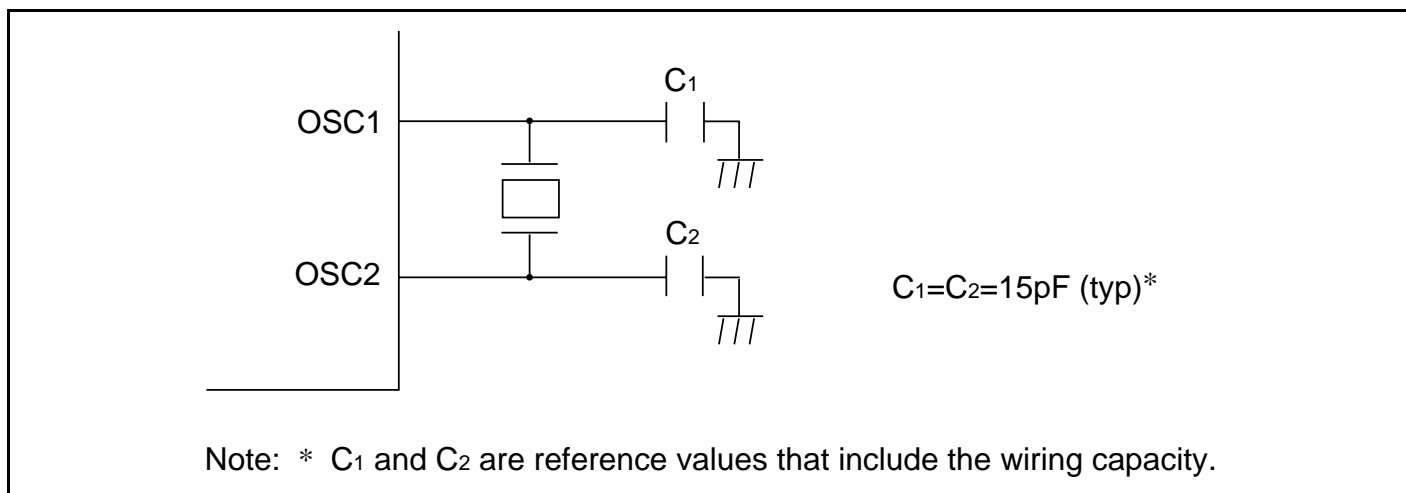 C1
OSC1
C2
OSC2
C1=C2=15pF (typ)*
Note: * C1 and C2 are reference values that include the wiring capacity.